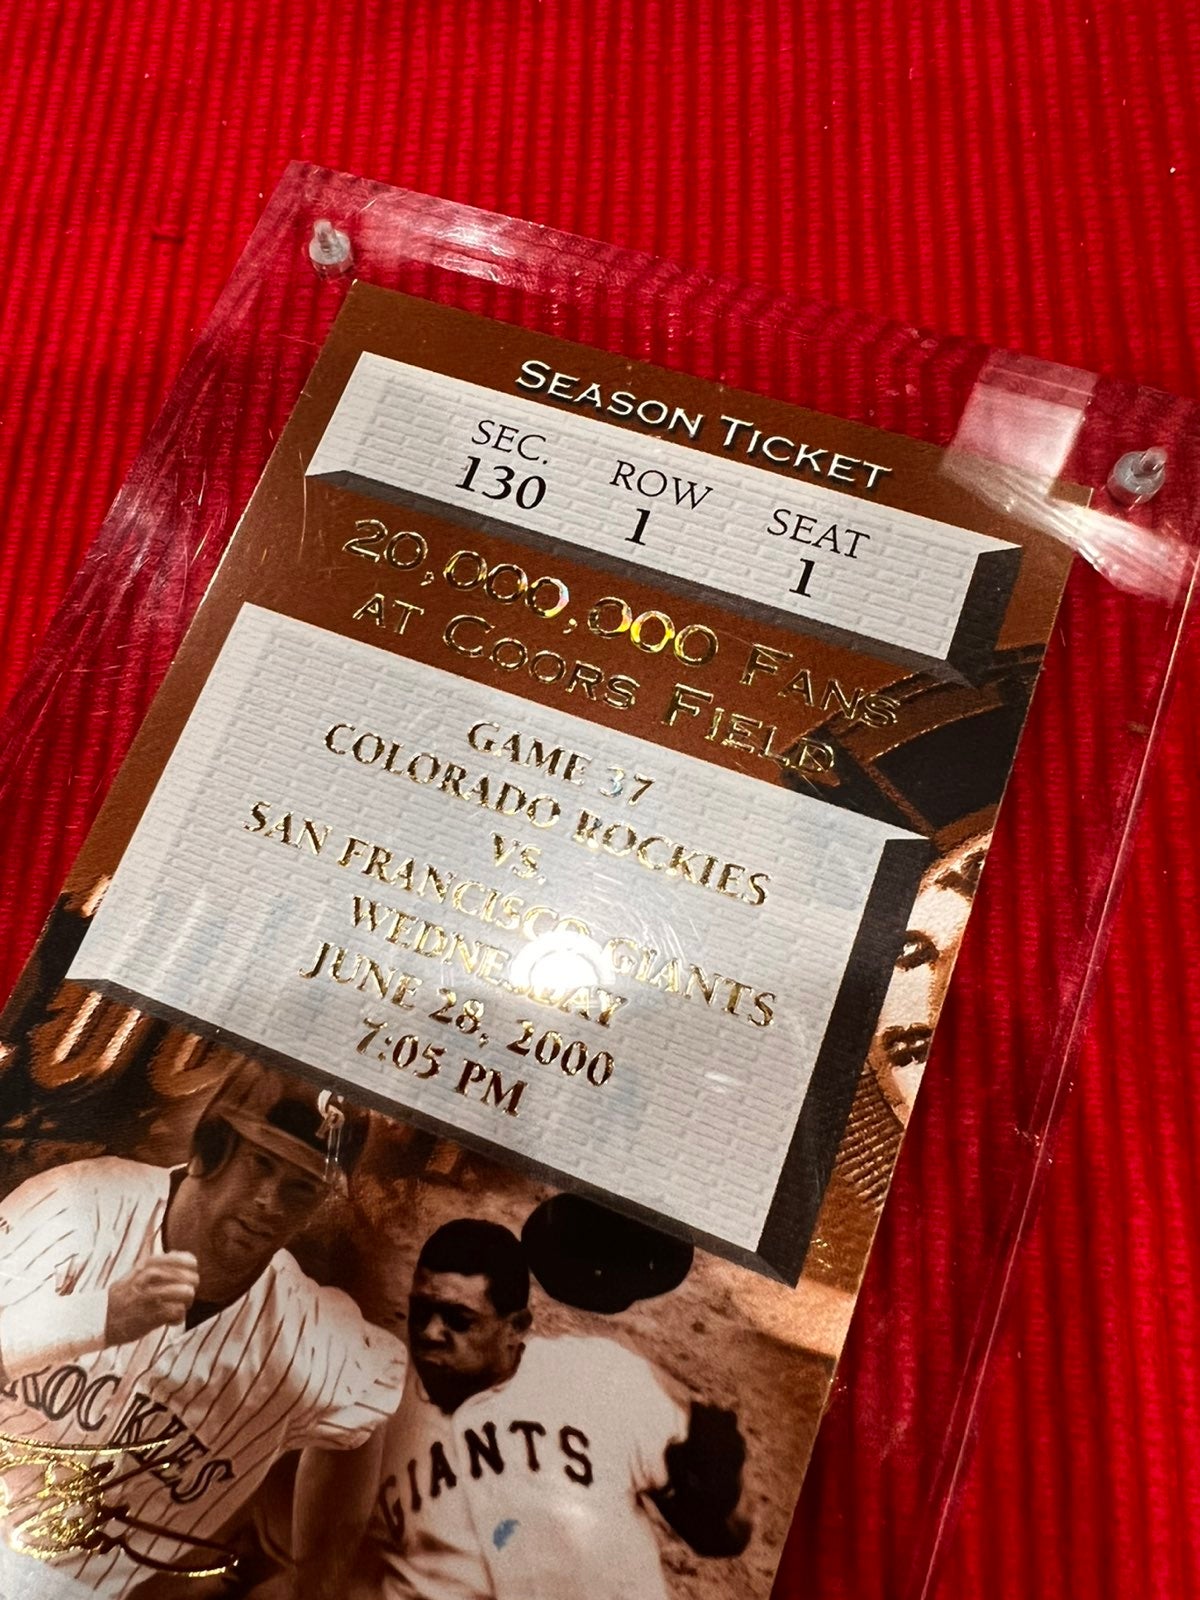 SEASON TICKET
SEC. ROW SEAT
130 1 1
20,000,000 FANS
AT COORS FIELD
GAME 37
COLORADO ROCKIES
VS.
SAN FRANCISCO GIANTS
WEDNESDAY
JUNE 28, 2000
7:05 PM
CR
ROCKIES
GIANTS